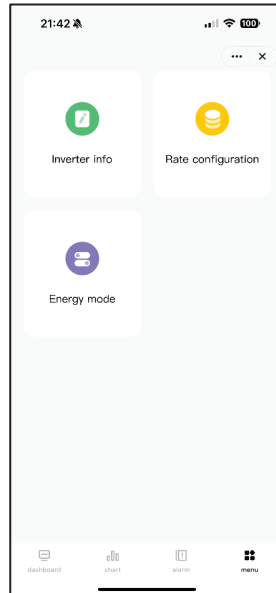 21:42
100
Inverter info
Rate configuration
Energy mode
dashboard
chart
alarm
menu